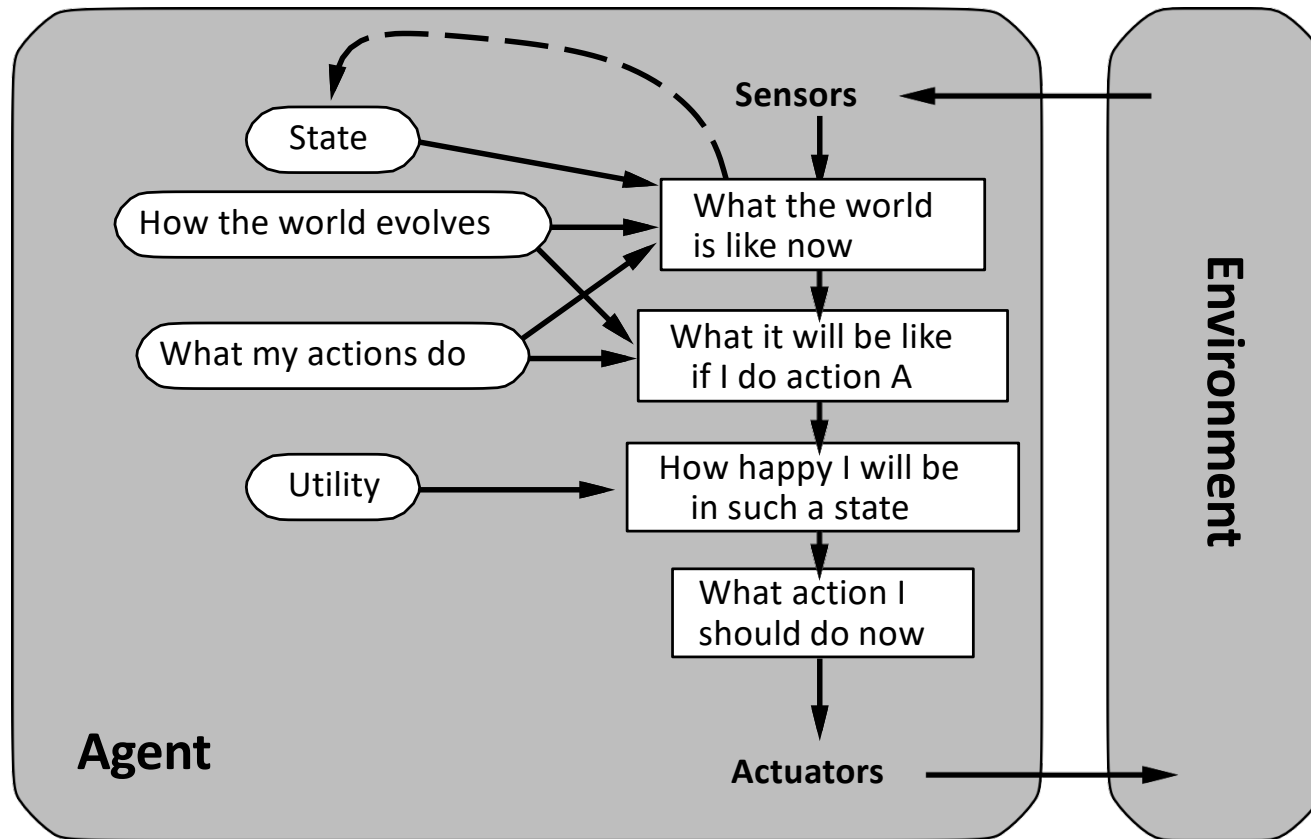 Sensors
State
What the world
is like now
How the world evolves
What it will be like
if I do action A
What my actions do
How happy I will be
in such a state
Utility
What action I
should do now
Agent
Actuators
Environment